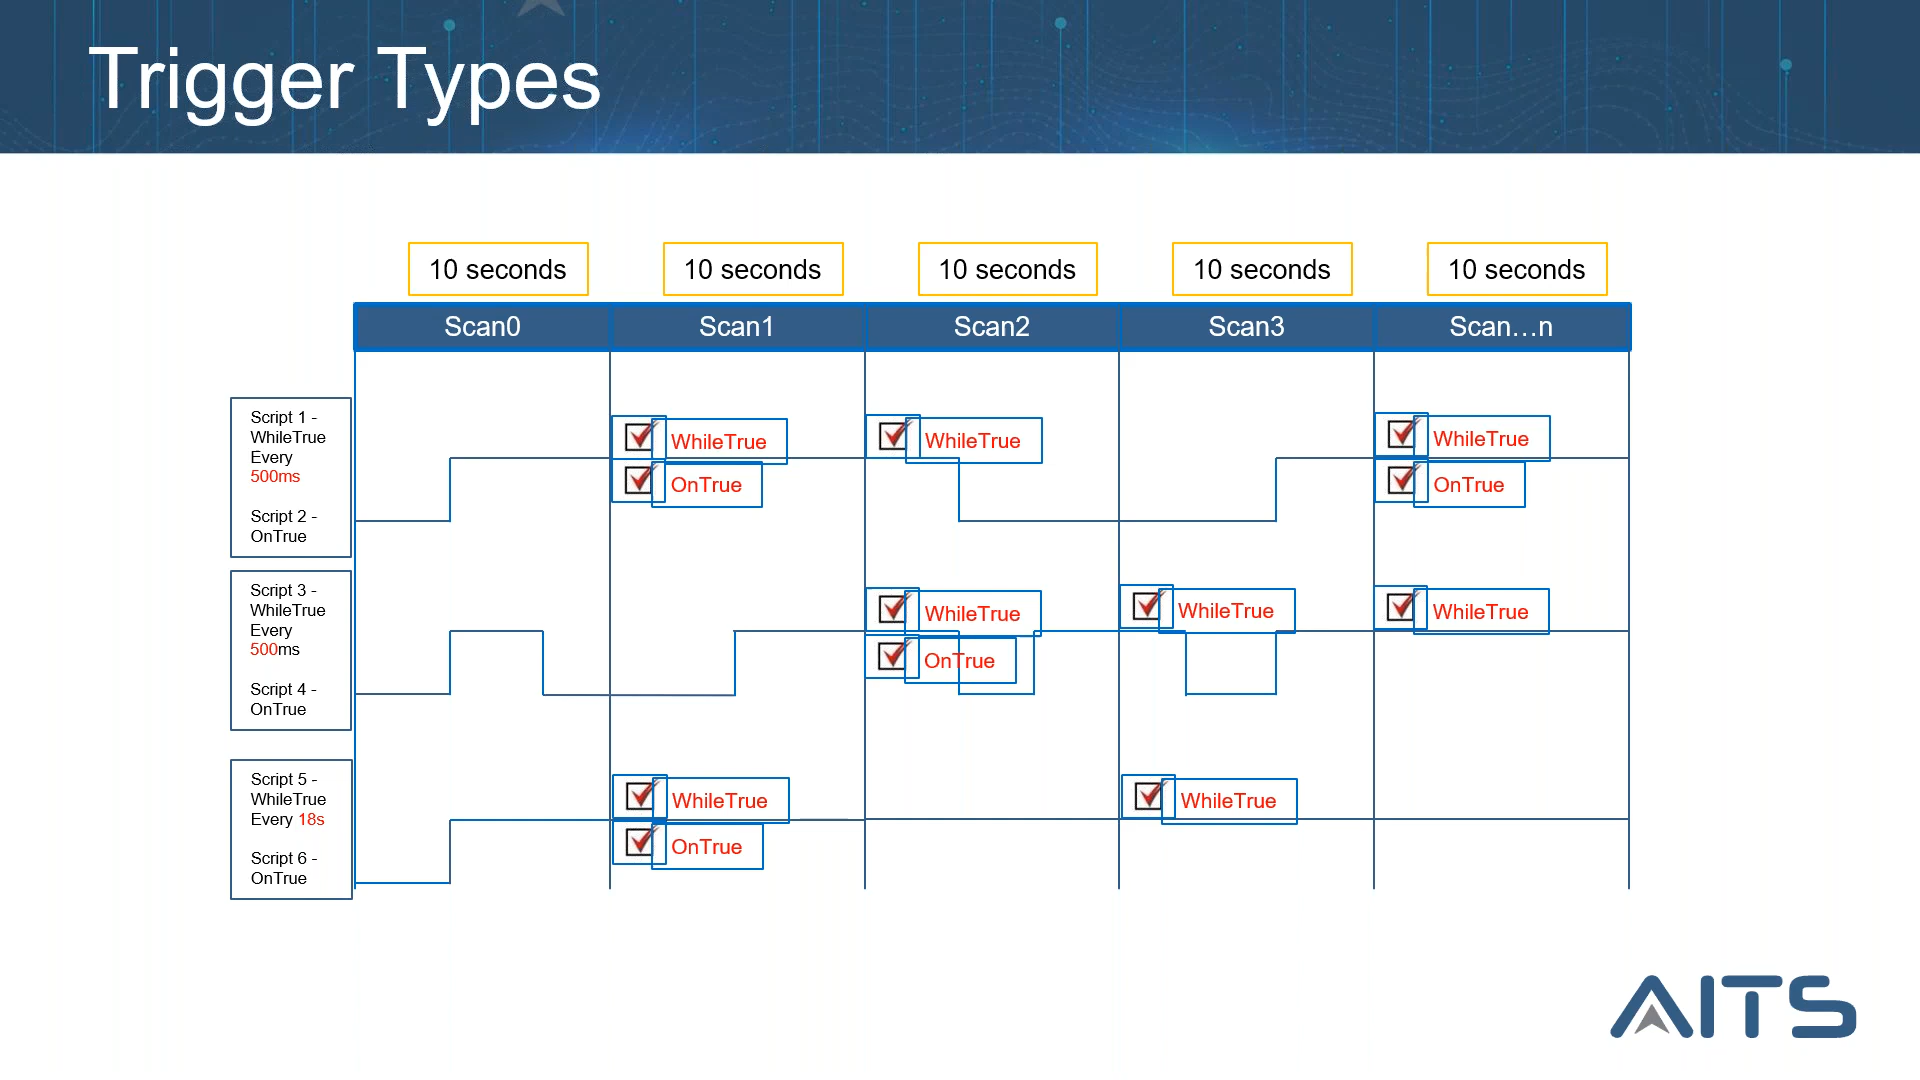 Trigger Types
10 seconds
10 seconds
10 seconds
10 seconds
10 seconds
Scan0
Scan1
Scan2
Scan3
Scan…n
Script 1 -
WhileTrue
Every
500ms
Script 2 -
OnTrue
WhileTrue
OnTrue
WhileTrue
WhileTrue
OnTrue
Script 3 -
WhileTrue
Every
500ms
Script 4 -
OnTrue
WhileTrue
OnTrue
WhileTrue
WhileTrue
Script 5 -
WhileTrue
Every 18s
Script 6 -
OnTrue
WhileTrue
OnTrue
WhileTrue
AITS